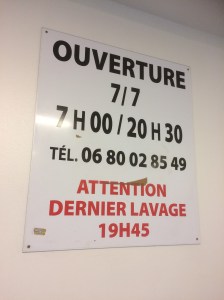 OUVERTURE
7/7
7 H 00 / 20 H 30
TÉL. 06 80 02 85 49
ATTENTION
DERNIER LAVAGE
19H45